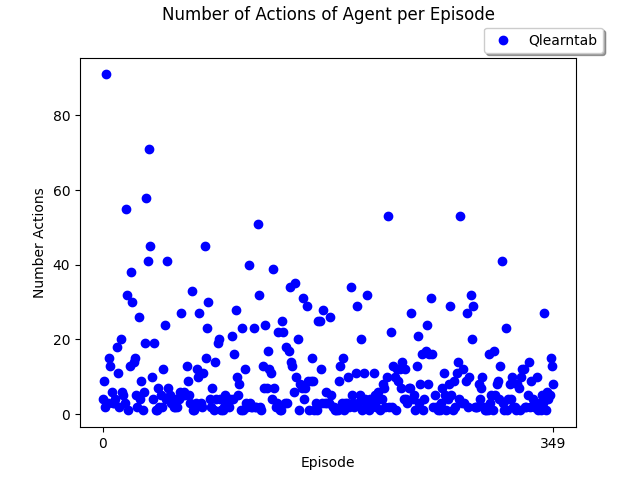 Number of Actions of Agent per Episode
Qlearntab
80
60
40
20
0
Number Actions
0 349
Episode